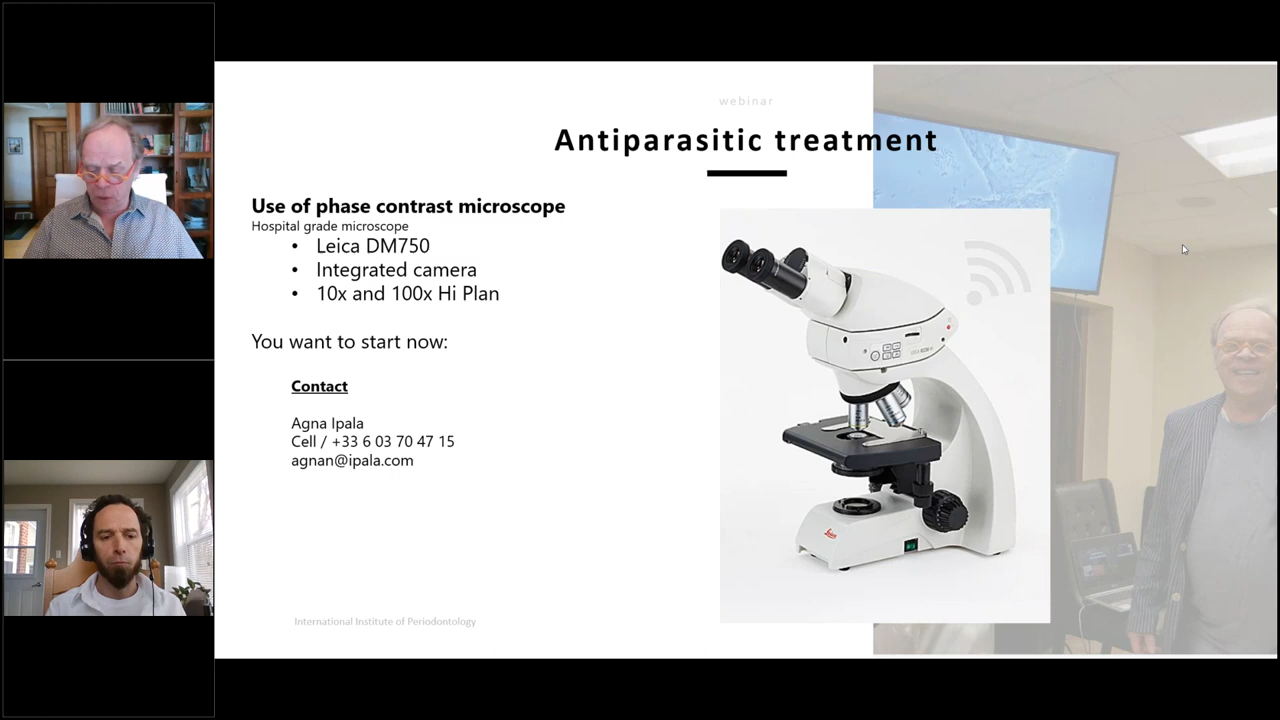 webinar
Antiparasitic treatment
Use of phase contrast microscope
Hospital grade microscope
• Leica DM750
• Integrated camera
• 10x and 100x Hi Plan
You want to start now:
Contact
Agna Ipala
Cell / +33 6 03 70 47 15
agnan@ipala.com
Leica
International Institute of Periodontology